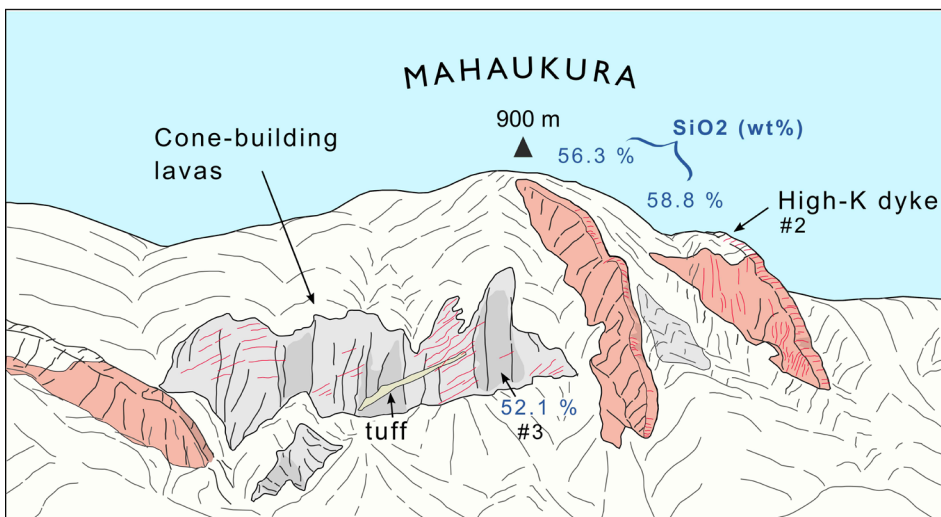 MAHAUKURA
900 m
SiO2 (wt%)
56.3 %
58.8 %
Cone-building
lavas
High-K dyke
#2
52.1 %
#3
tuff